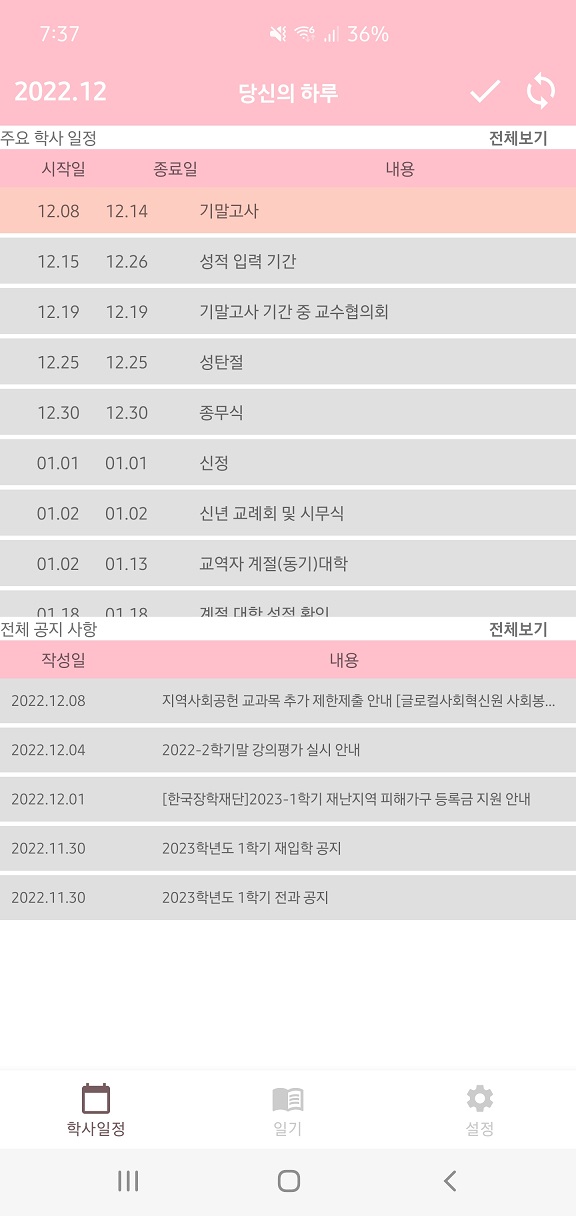 7:37 36%
2022.12 당신의 하루
주요 학사 일정 전체보기
시작일 종료일 내용
12.08 12.14 기말고사
12.15 12.26 성적 입력 기간
12.19 12.19 기말고사 기간 중 교수협의회
12.25 12.25 성탄절
12.30 12.30 종무식
01.01 01.01 신정
01.02 01.02 신년 교례회 및 시무식
01.02 01.13 교역자 계절(동기)대학
01.18 01.18 계절 대학 성적 확인
전체 공지 사항 전체보기
작성일 내용
2022.12.08 지역사회공헌 교과목 추가 제한제출 안내 [글로컬사회혁신원 사회봉...
2022.12.04 2022-2학기말 강의평가 실시 안내
2022.12.01 [한국장학재단]2023-1학기 재난지역 피해가구 등록금 지원 안내
2022.11.30 2023학년도 1학기 재입학 공지
2022.11.30 2023학년도 1학기 전과 공지
학사일정 일기 설정